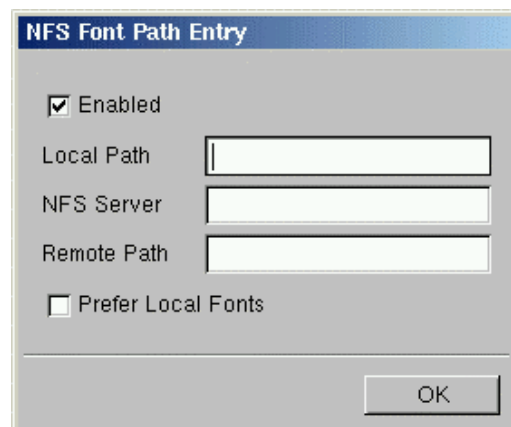 NFS Font Path Entry
Enabled
Local Path
NFS Server
Remote Path
Prefer Local Fonts
OK